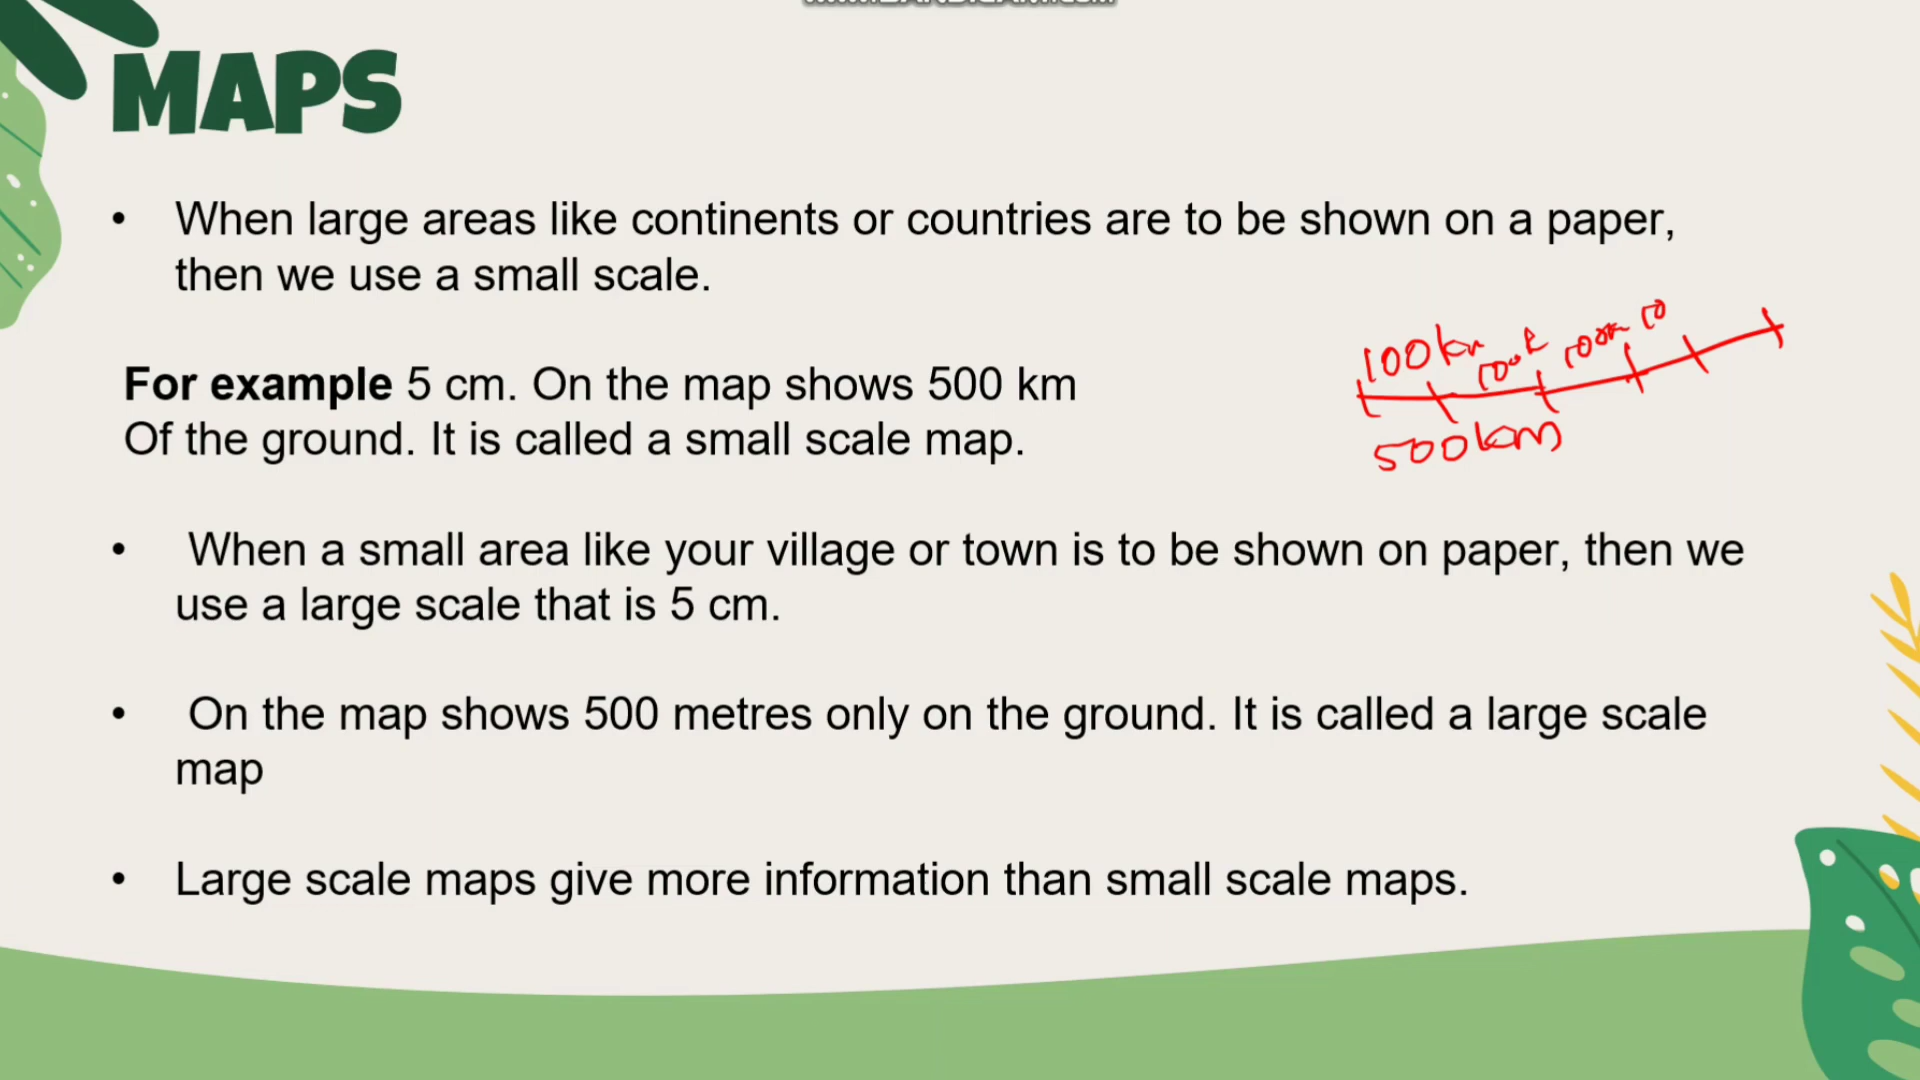 MAPS
• When large areas like continents or countries are to be shown on a paper,
then we use a small scale.
For example 5 cm. On the map shows 500 km
Of the ground. It is called a small scale map.
100km 100k 100k 10
500km
• When a small area like your village or town is to be shown on paper, then we
use a large scale that is 5 cm.
• On the map shows 500 metres only on the ground. It is called a large scale
map
• Large scale maps give more information than small scale maps.